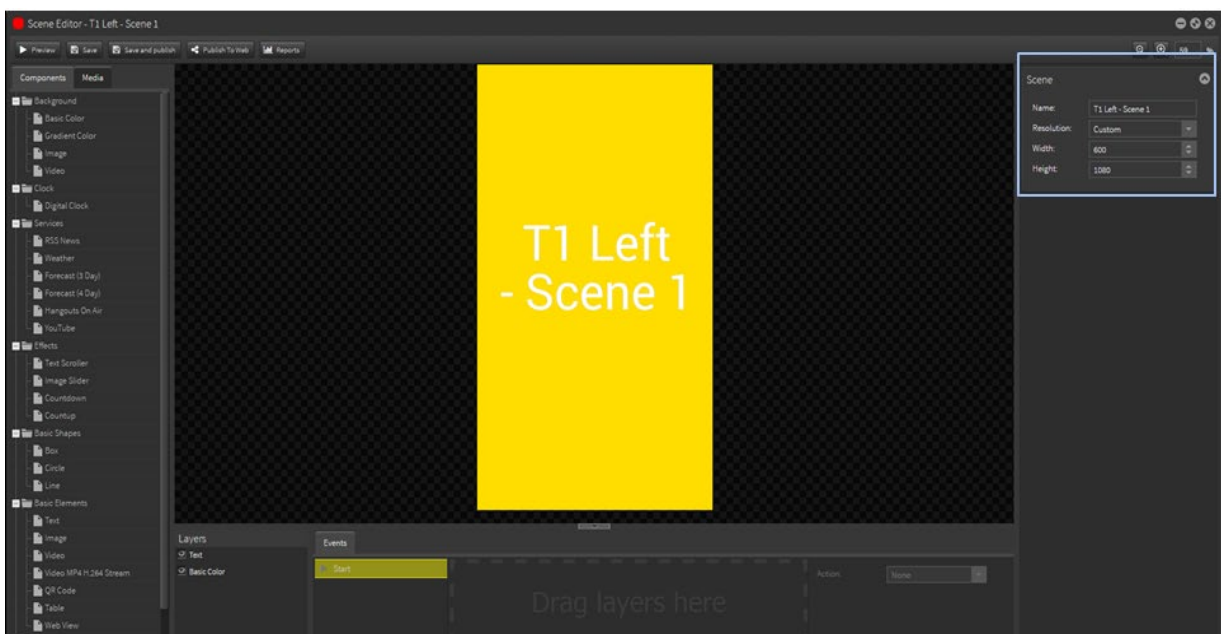 Scene Editor - T1 Left - Scene 1
Preview Save Save and publish Publish To Web Reports
59 %
Components Media
Background
Basic Color
Gradient Color
Image
Video
Clock
Digital Clock
Services
RSS News
Weather
Forecast (3 Day)
Forecast (4 Day)
Hangouts On Air
YouTube
Effects
Text Scroller
Image Slider
Countdown
Countup
Basic Shapes
Box
Circle
Line
Basic Elements
Text
Image
Video
Video MP4 H.264 Stream
QR Code
Table
Web View
T1 Left
- Scene 1
Layers
Text
Basic Color
Events
Start
Drag layers here
Action: None
Scene
Name: T1 Left - Scene 1
Resolution: Custom
Width: 600
Height: 1080